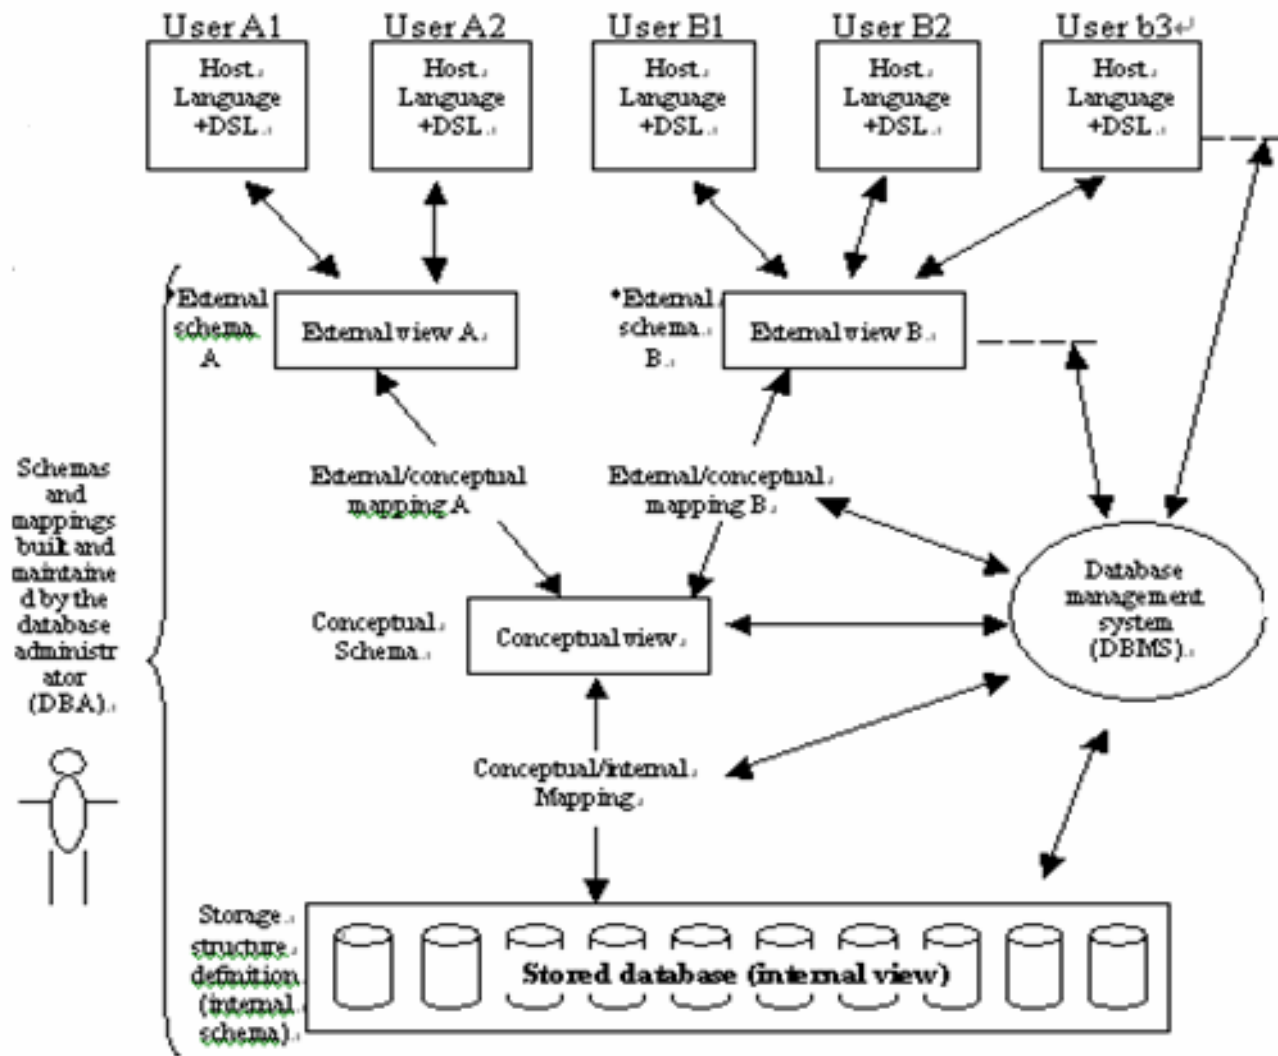 User A1
User A2
User B1
User B2
User b3
Host
Language
+DSL
Host
Language
+DSL
Host
Language
+DSL
Host
Language
+DSL
Host
Language
+DSL
*External
schema
A
External view A
*External
schema
B
External view B
Schemas
and
mappings
built and
maintaine
d by the
database
administr
ator
(DBA)
External/conceptual
mapping A
External/conceptual
mapping B
Database
management
system
(DBMS)
Conceptual
Schema
Conceptual view
Conceptual/internal
Mapping
Storage
structure
definition
(internal
schema)
Stored database (internal view)